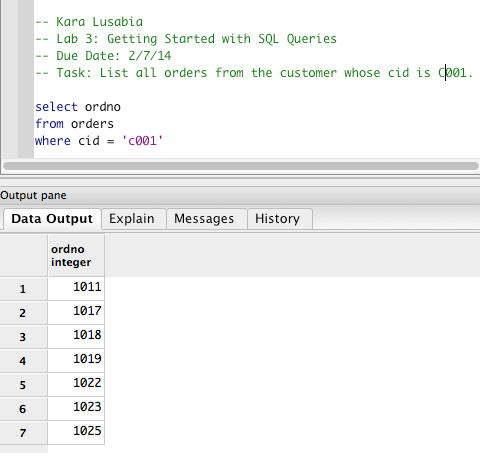 -- Kara Lusabia
-- Lab 3: Getting Started with SQL Queries
-- Due Date: 2/7/14
-- Task: List all orders from the customer whose cid is C001.
select ordno
from orders
where cid = 'c001'
Output pane
Data Output Explain Messages History
ordno
integer
1 1011
2 1017
3 1018
4 1019
5 1022
6 1023
7 1025